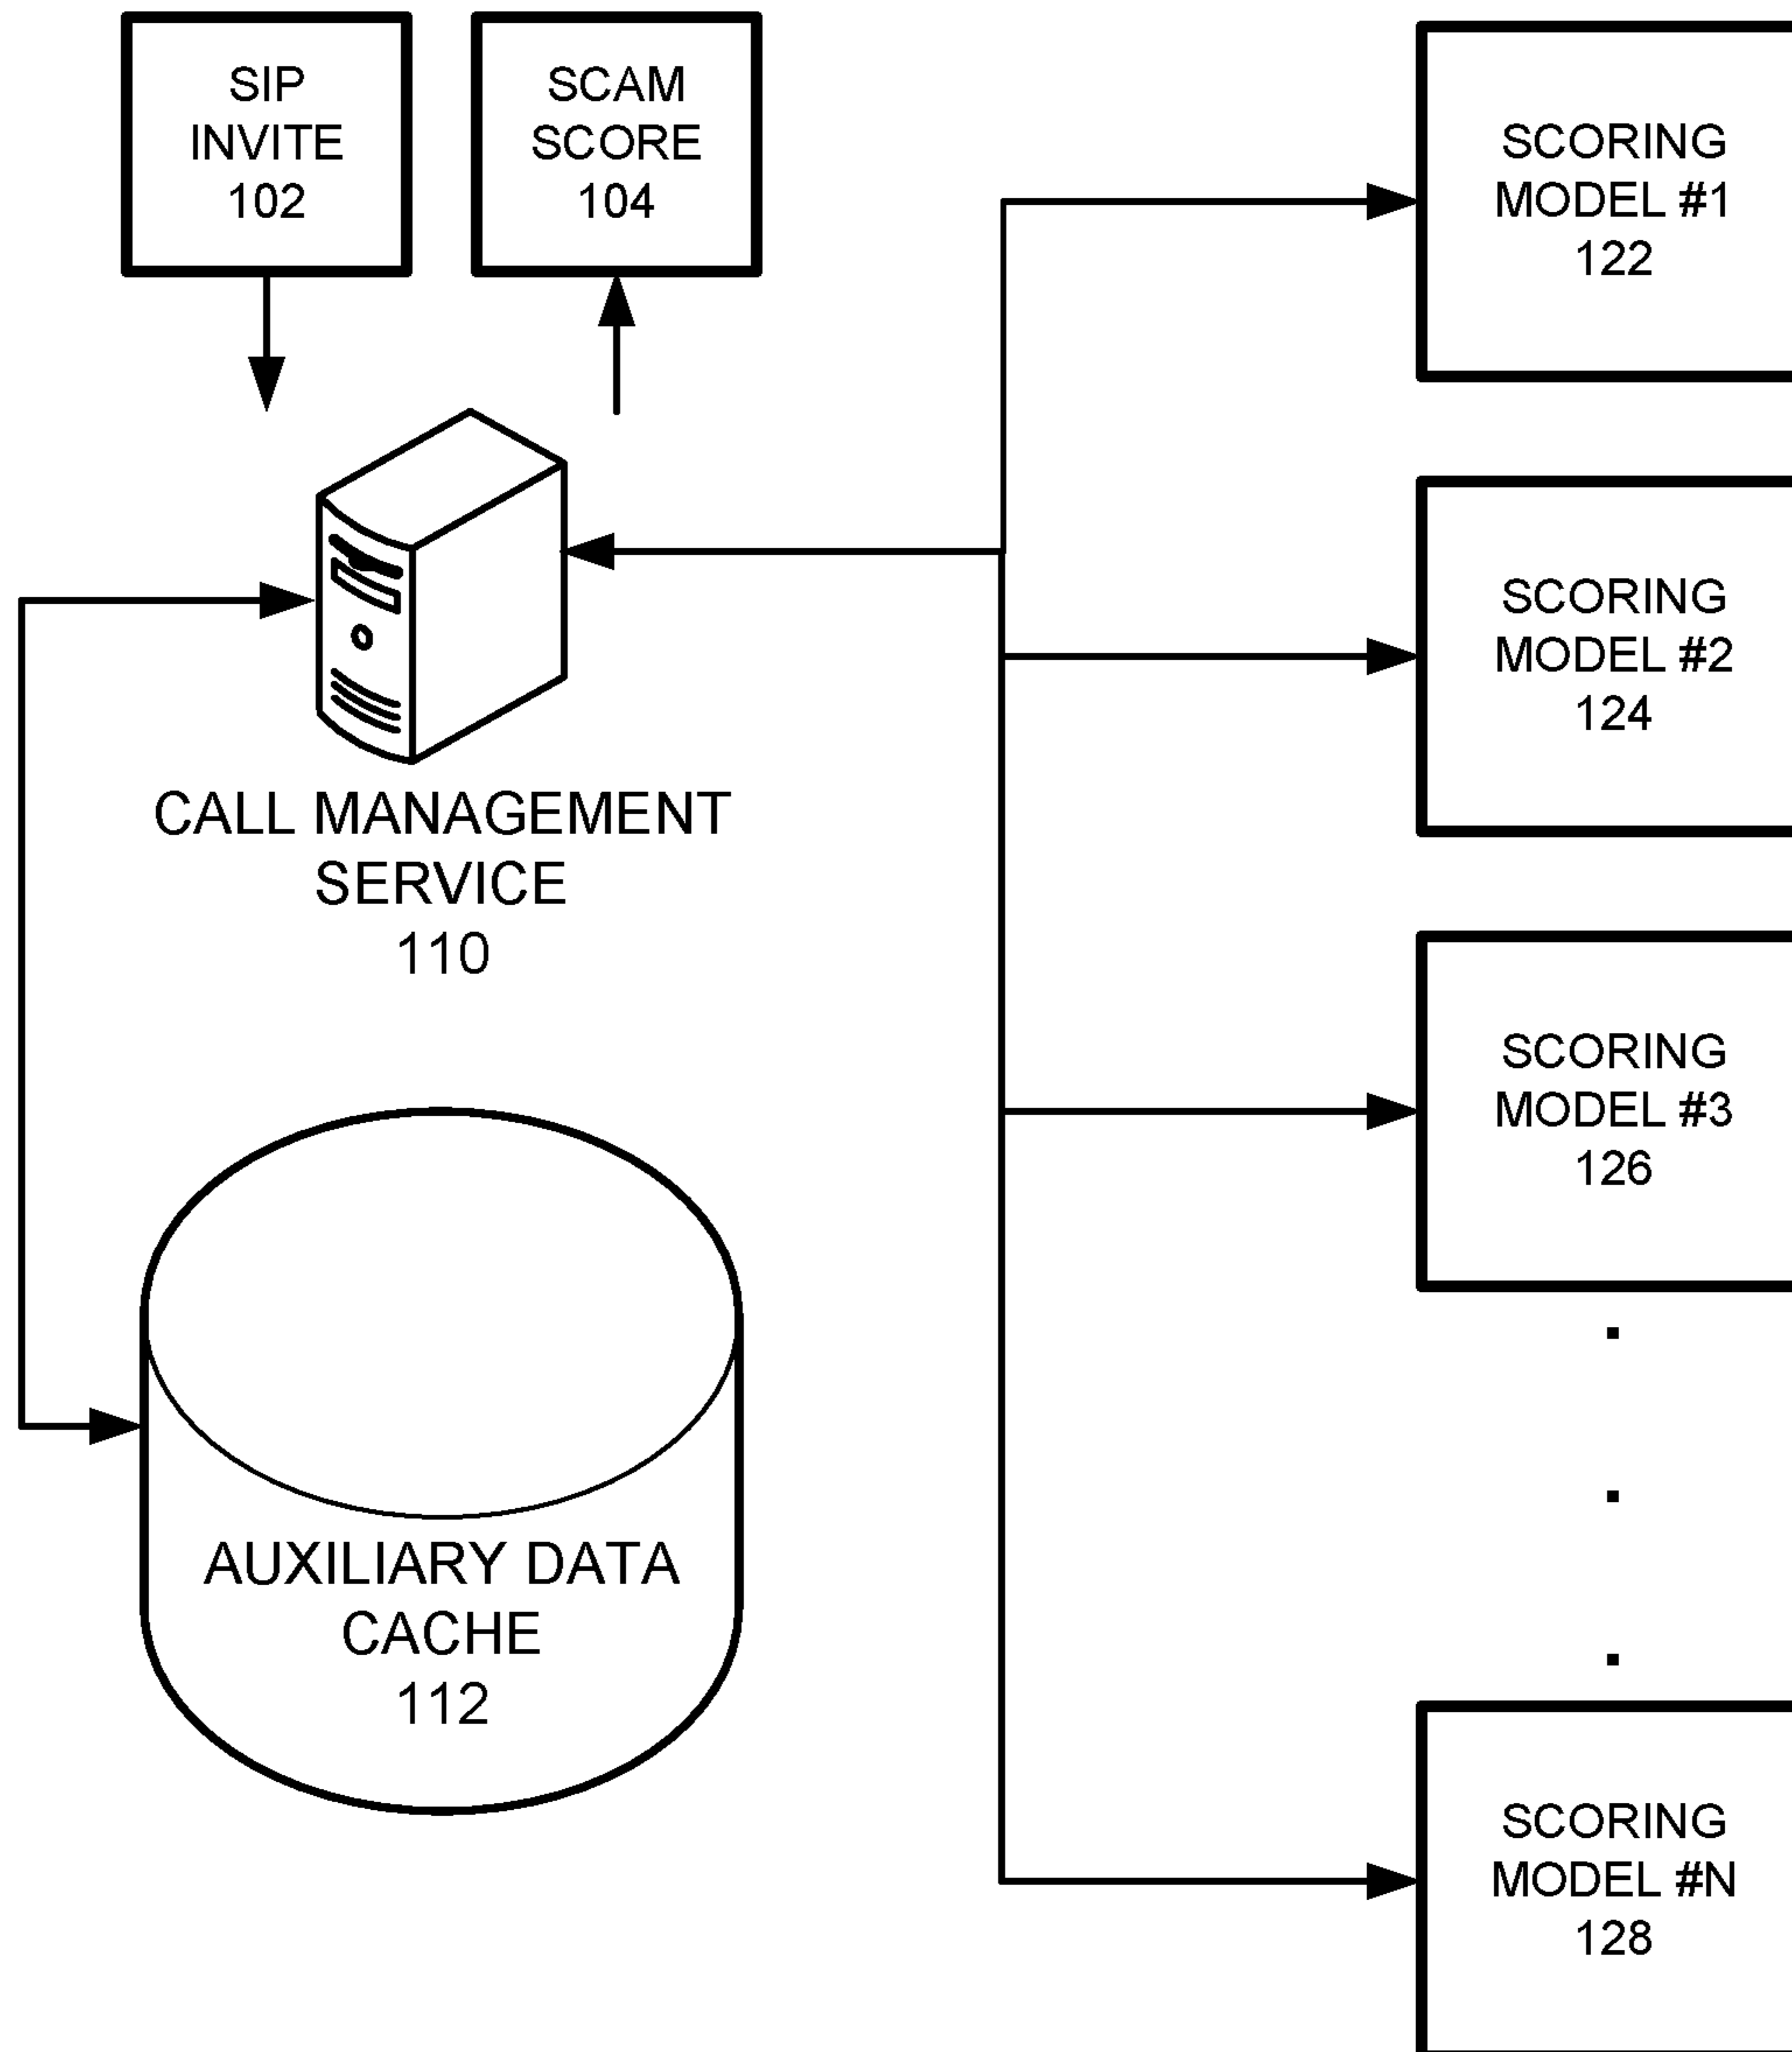 SIP
INVITE
102
SCAM
SCORE
104
CALL MANAGEMENT
SERVICE
110
AUXILIARY DATA
CACHE
112
SCORING
MODEL #1
122
SCORING
MODEL #2
124
SCORING
MODEL #3
126
.
.
.
SCORING
MODEL #N
128